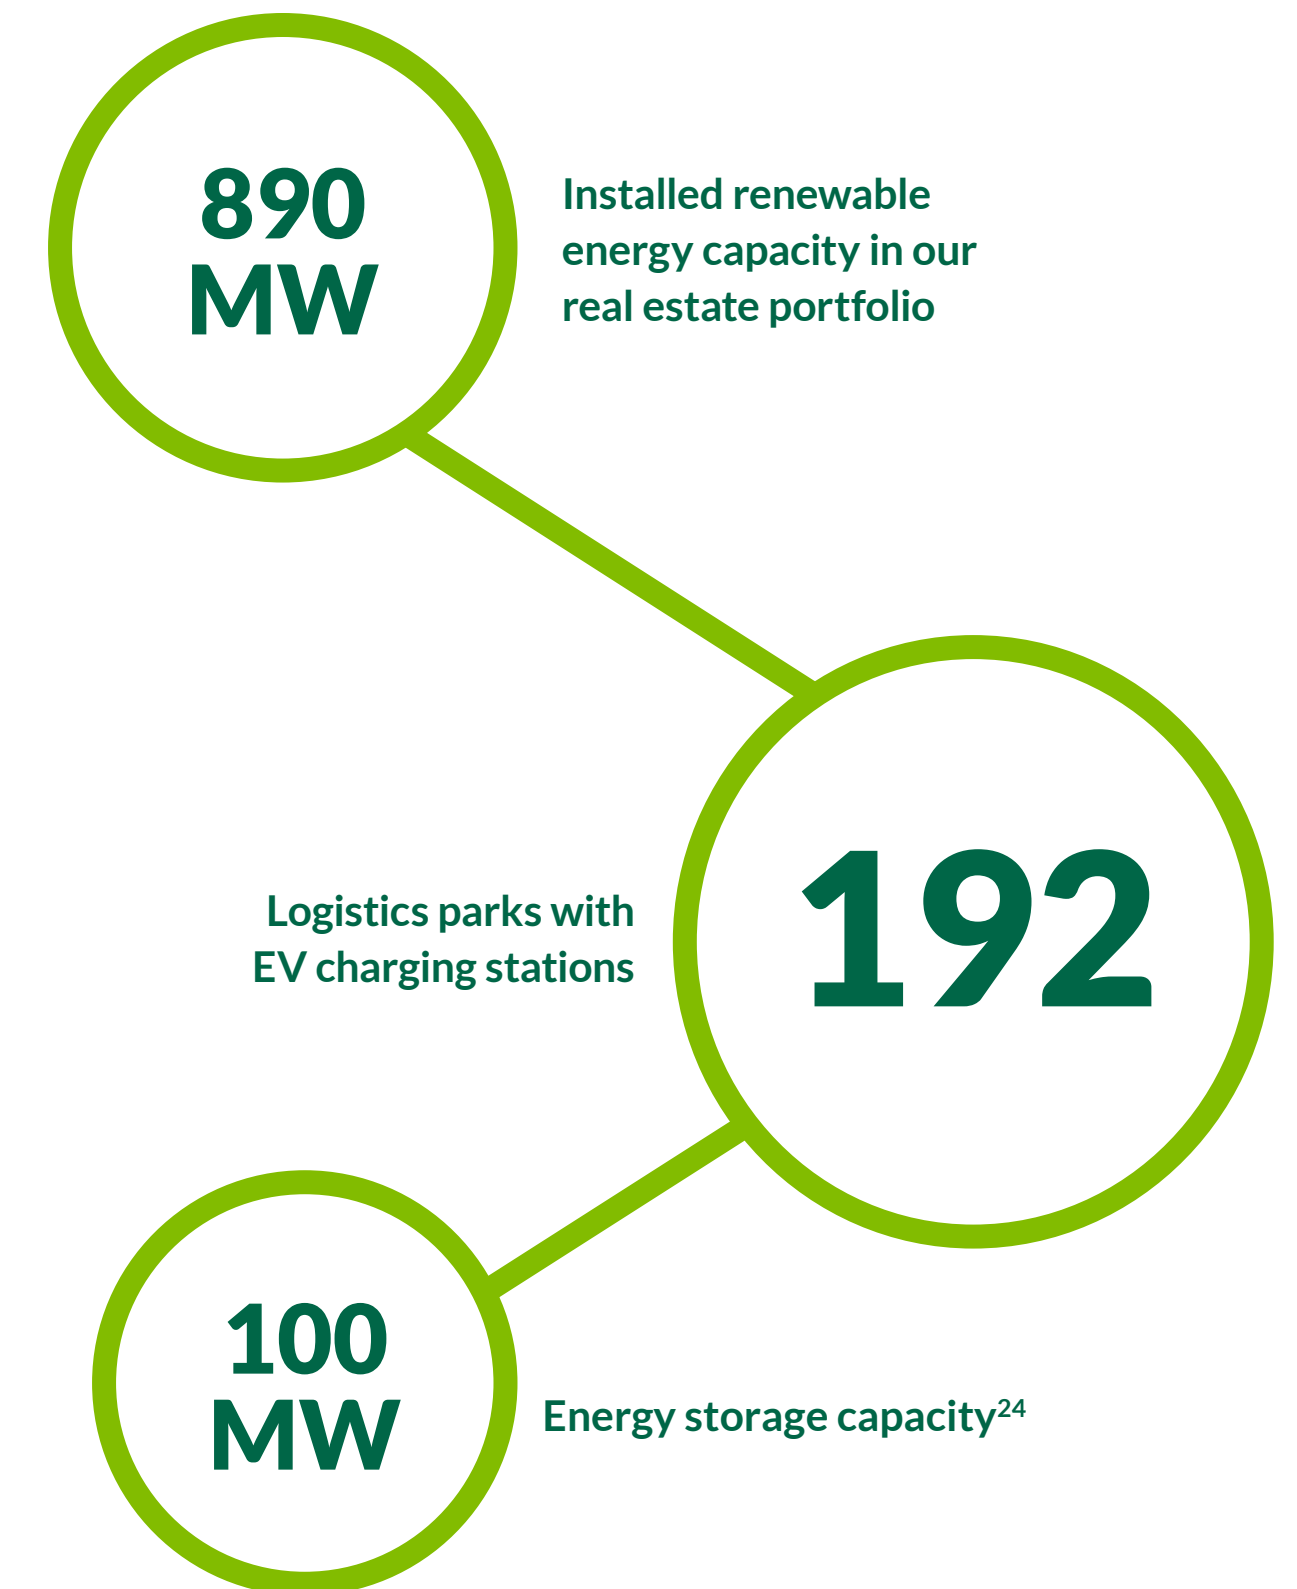 890
MW
Installed renewable
energy capacity in our
real estate portfolio
Logistics parks with
EV charging stations
192
100
MW
Energy storage capacity²⁴